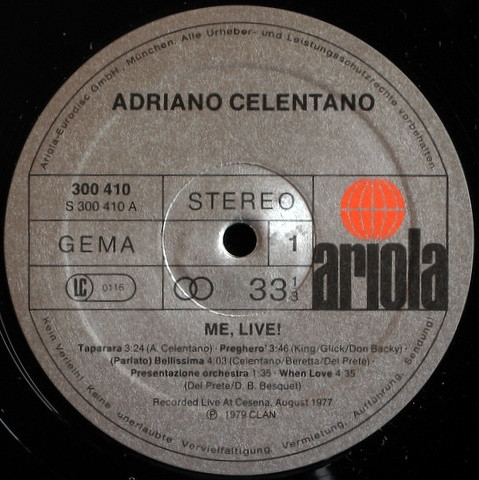 Ariola-Eurodisc GmbH, München. Alle Urheber- und Leistungsschutzrechte vorbehalten
ADRIANO CELENTANO
300 410
S 300 410 A
STEREO
GEMA
1
LC 0116
33 1/3
ariola
ME, LIVE!
Taparara 3:24 (A. Celentano) · Pregherò' 3:46 (King/Glick/Don Backy) ·
(Parlato) Bellissima 4:03 (Celentano/Beretta/Del Prete) ·
Presentazione orchestra 1:35 · When Love 4:35
(Del Prete/D. B. Besquet)
Recorded Live At Cesena, August 1977
Ⓟ 1979 CLAN
Kein Verleih! Keine unerlaubte Vervielfältigung, Vermietung, Aufführung, Sendung!